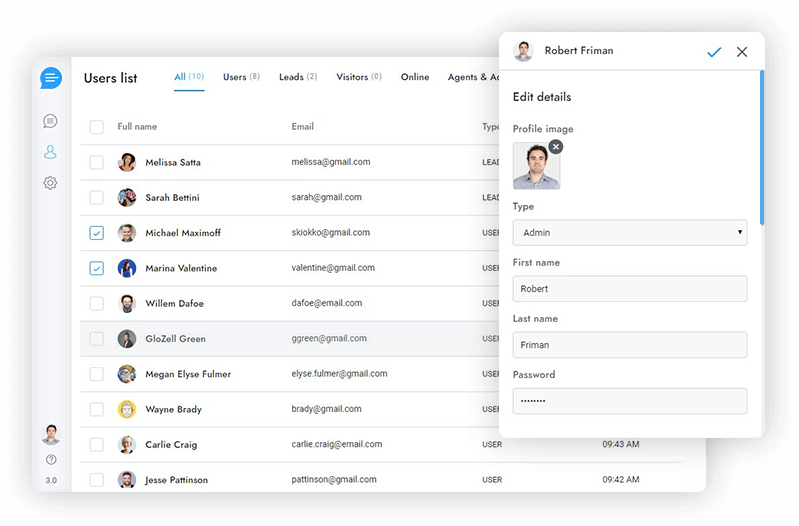 Users list All (10) Users (8) Leads (2) Visitors (0) Online Agents & Ad
Full name Email Type
Melissa Satta melissa@gmail.com LEAD
Sarah Bettini sarah@gmail.com LEAD
Michael Maximoff skiokko@gmail.com USER
Marina Valentine valentine@gmail.com USER
Willem Dafoe dafoe@email.com USER
GloZell Green ggreen@gmail.com USER
Megan Elyse Fulmer elyse.fulmer@gmail.com USER
Wayne Brady brady@gmail.com USER
Carlie Craig carlie.craig@email.com USER 09:43 AM
Jesse Pattinson pattinson@gmail.com USER 09:42 AM
3.0
Robert Friman
Edit details
Profile image
Type
Admin
First name
Robert
Last name
Friman
Password
••••••••